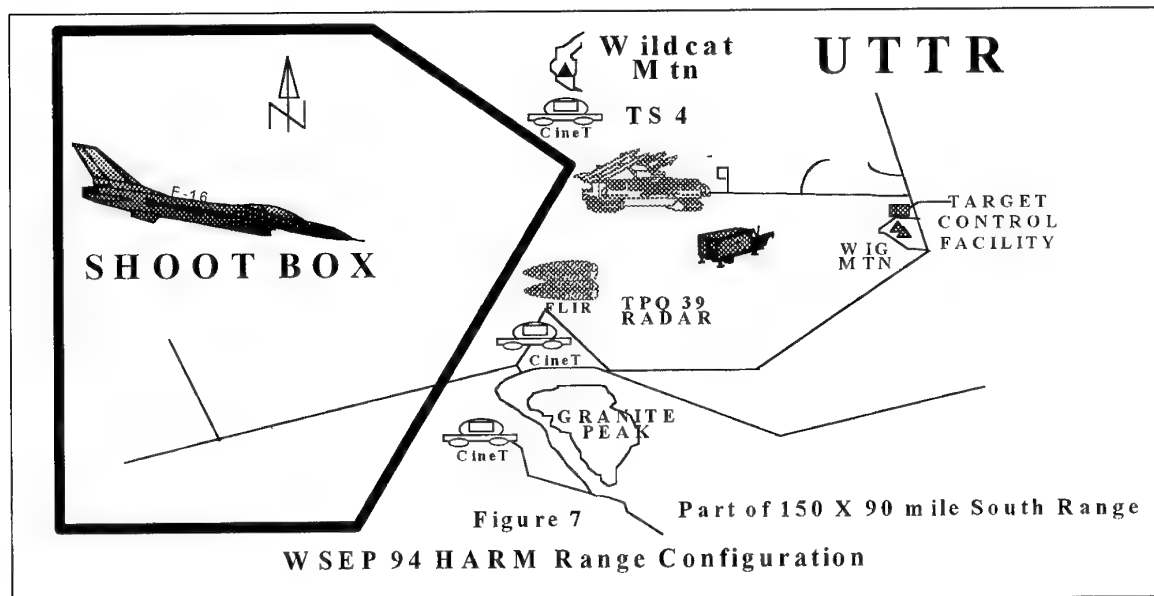 Wildcat
Mtn
UTTR
N
CineT
TS 4
F-16
SHOOT BOX
TARGET
CONTROL
FACILITY
WIG
MTN
FLIR
TPQ 39
RADAR
CineT
GRANITE
PEAK
CineT
Figure 7
Part of 150 X 90 mile South Range
WSEP 94 HARM Range Configuration